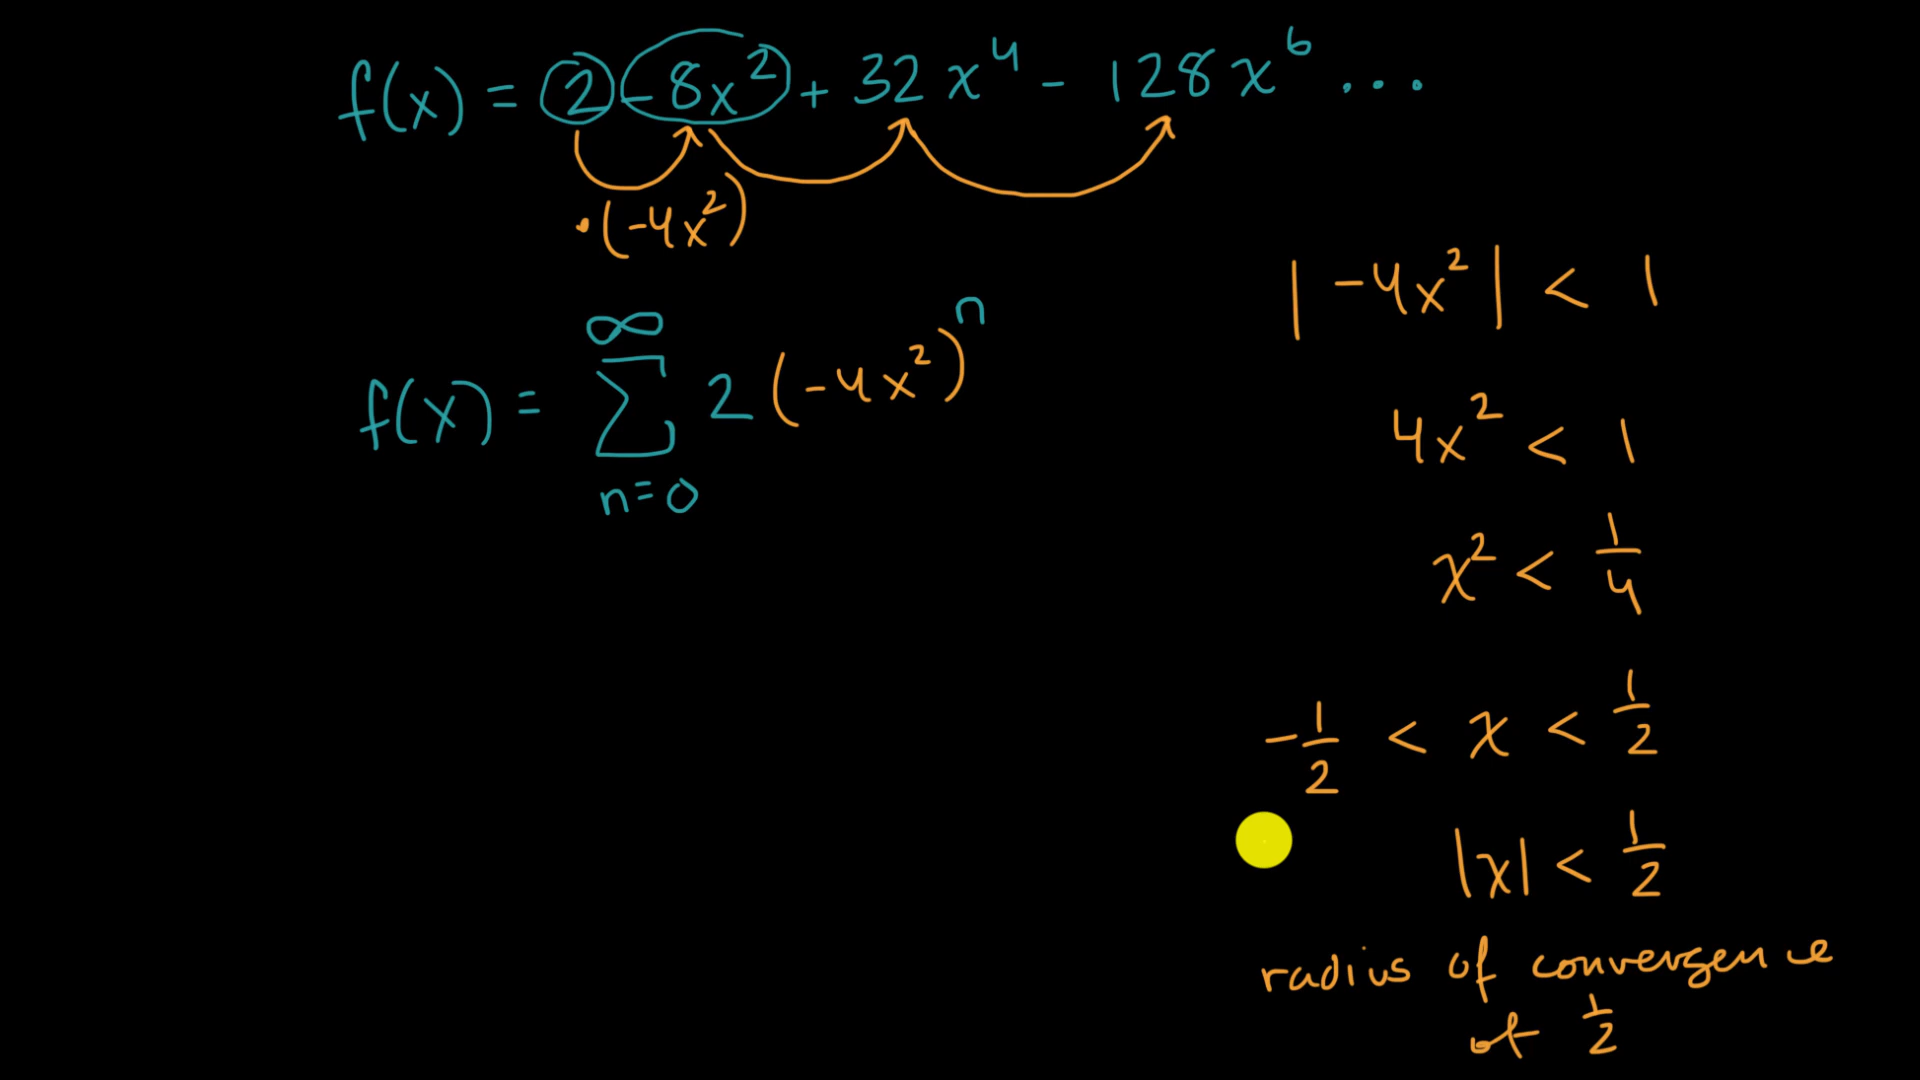 f(x) = 2 - 8x² + 32x⁴ - 128x⁶ ...
·(-4x²)
f(x) = ∞∑n=0 2(-4x²)ⁿ
|-4x²| < 1
4x² < 1
x² < 1/4
-1/2 < x < 1/2
|x| < 1/2
radius of convergence
of 1/2